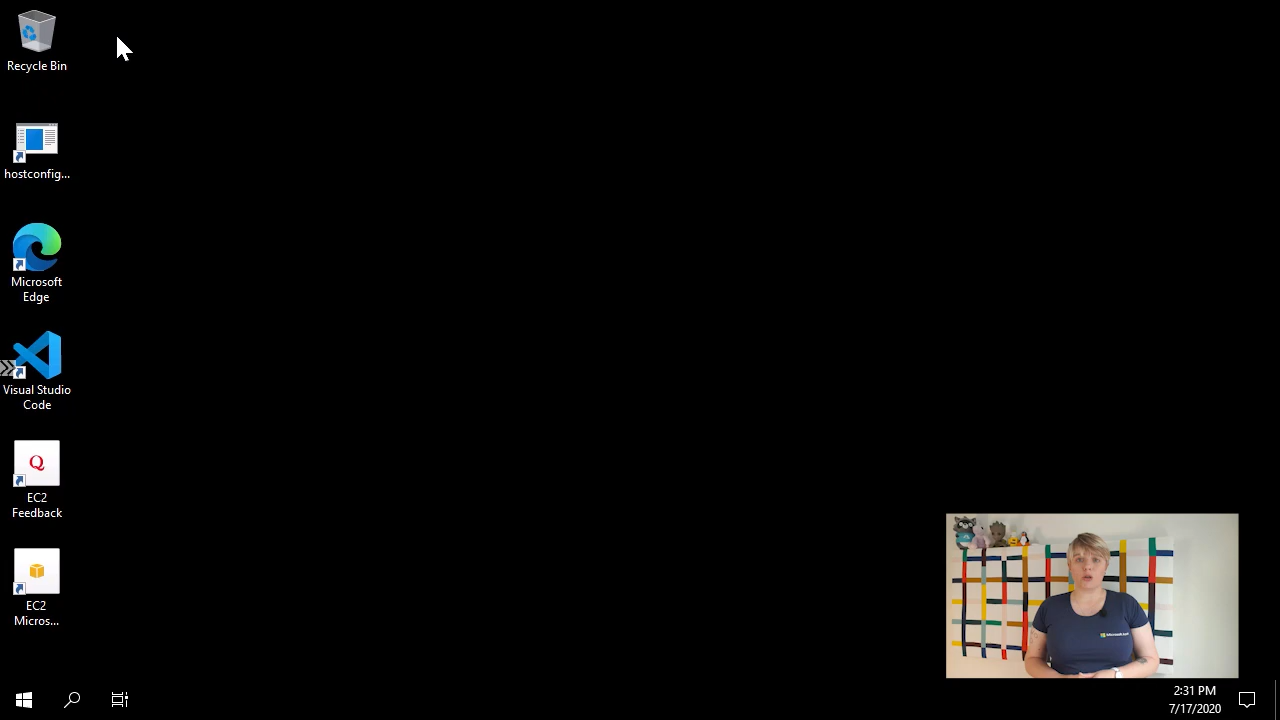 Recycle Bin
hostconfig...
Microsoft
Edge
Visual Studio
Code
Q
EC2
Feedback
EC2
Micros...
2:31 PM
7/17/2020